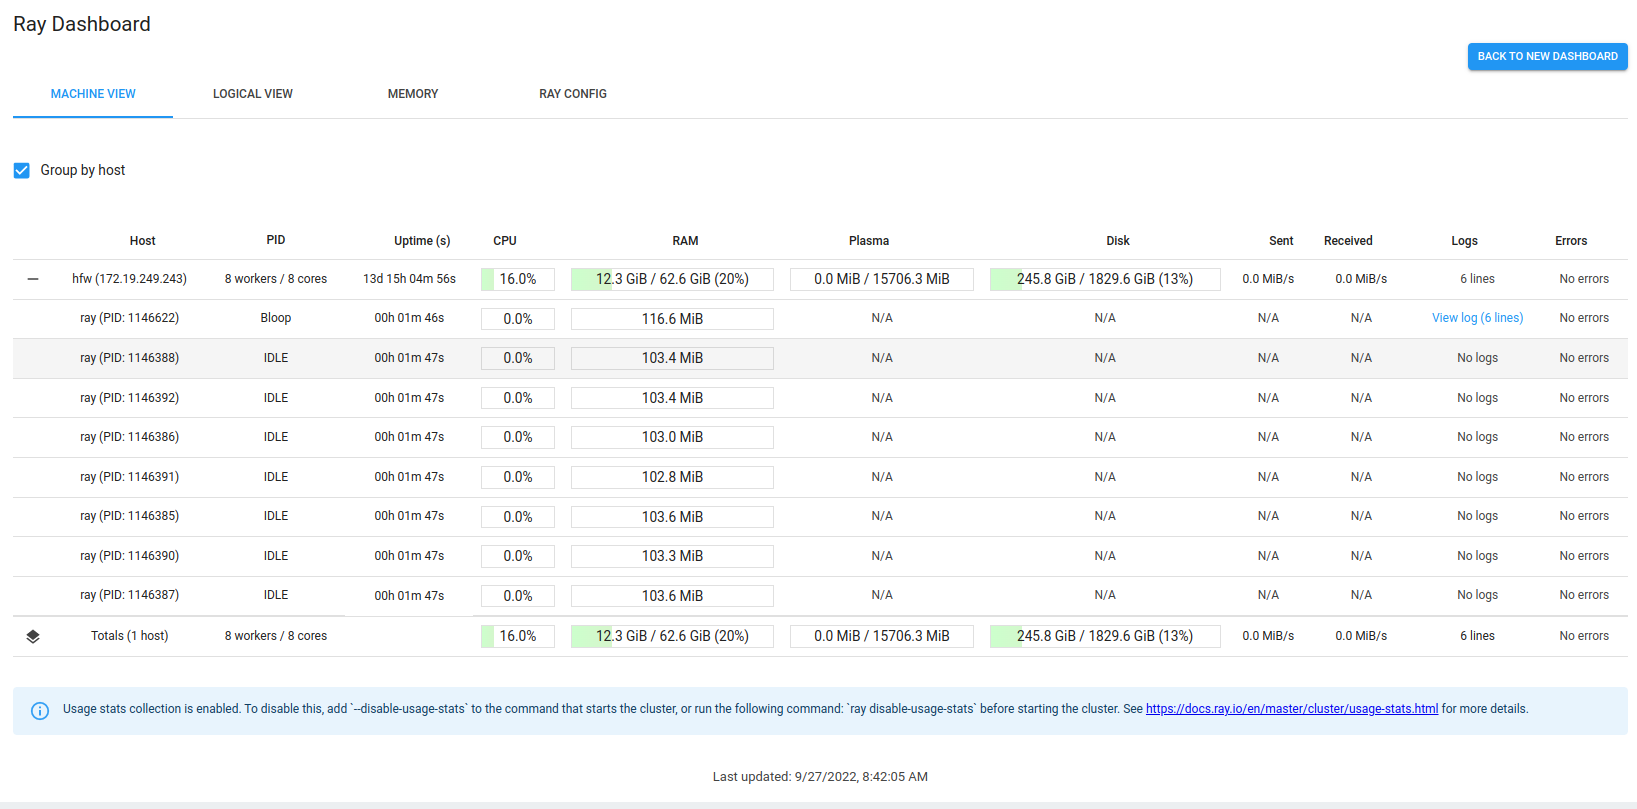 Ray Dashboard
BACK TO NEW DASHBOARD
MACHINE VIEW LOGICAL VIEW MEMORY RAY CONFIG
Group by host
Host PID Uptime (s) CPU RAM Plasma Disk Sent Received Logs Errors
hfw (172.19.249.243) 8 workers / 8 cores 13d 15h 04m 56s 16.0% 12.3 GiB / 62.6 GiB (20%) 0.0 MiB / 15706.3 MiB 245.8 GiB / 1829.6 GiB (13%) 0.0 MiB/s 0.0 MiB/s 6 lines No errors
ray (PID: 1146622) Bloop 00h 01m 46s 0.0% 116.6 MiB N/A N/A N/A N/A View log (6 lines) No errors
ray (PID: 1146388) IDLE 00h 01m 47s 0.0% 103.4 MiB N/A N/A N/A N/A No logs No errors
ray (PID: 1146392) IDLE 00h 01m 47s 0.0% 103.4 MiB N/A N/A N/A N/A No logs No errors
ray (PID: 1146386) IDLE 00h 01m 47s 0.0% 103.0 MiB N/A N/A N/A N/A No logs No errors
ray (PID: 1146391) IDLE 00h 01m 47s 0.0% 102.8 MiB N/A N/A N/A N/A No logs No errors
ray (PID: 1146385) IDLE 00h 01m 47s 0.0% 103.6 MiB N/A N/A N/A N/A No logs No errors
ray (PID: 1146390) IDLE 00h 01m 47s 0.0% 103.3 MiB N/A N/A N/A N/A No logs No errors
ray (PID: 1146387) IDLE 00h 01m 47s 0.0% 103.6 MiB N/A N/A N/A N/A No logs No errors
Totals (1 host) 8 workers / 8 cores 16.0% 12.3 GiB / 62.6 GiB (20%) 0.0 MiB / 15706.3 MiB 245.8 GiB / 1829.6 GiB (13%) 0.0 MiB/s 0.0 MiB/s 6 lines No errors
Usage stats collection is enabled. To disable this, add `--disable-usage-stats` to the command that starts the cluster, or run the following command: `ray disable-usage-stats` before starting the cluster. See https://docs.ray.io/en/master/cluster/usage-stats.html for more details.
Last updated: 9/27/2022, 8:42:05 AM